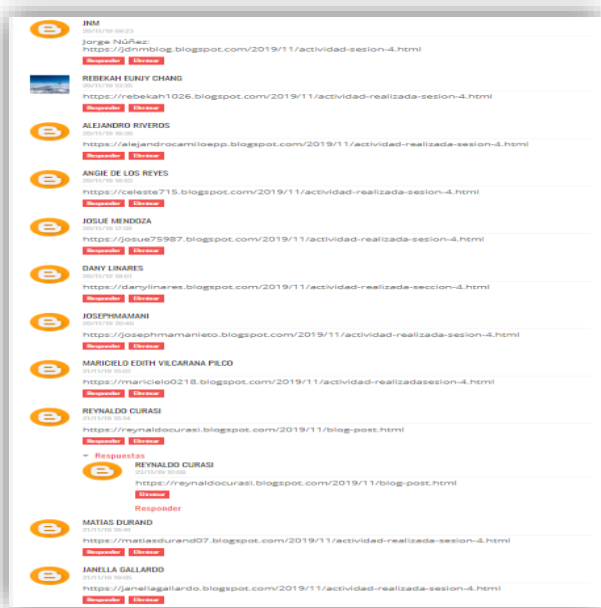 JNM
20/11/19 04:23
Jorge Núñez:
https://jdnmblog.blogspot.com/2019/11/actividad-sesion-4.html
Responder Eliminar
REBEKAH EUNJY CHANG
https://rebekah1026.blogspot.com/2019/11/actividad-realizada-sesion-4.html
Responder Eliminar
ALEJANDRO RIVEROS
https://alejandrocamiloepp.blogspot.com/2019/11/actividad-realizada-sesion-4.html
Responder Eliminar
ANGIE DE LOS REYES
https://celeste715.blogspot.com/2019/11/actividad-realizada-sesion-4.html
Responder Eliminar
JOSUE MENDOZA
https://josue75987.blogspot.com/2019/11/actividad-realizada-sesion-4.html
Responder Eliminar
DANY LINARES
https://danylinares.blogspot.com/2019/11/actividad-realizada-seccion-4.html
Responder Eliminar
JOSEPHMAMANI
https://josephmamanieto.blogspot.com/2019/11/actividad-realizada-sesion-4.html
Responder Eliminar
MARICIELO EDITH VILCARANA PILCO
https://maricielo0218.blogspot.com/2019/11/actividad-realizadasesion-4.html
Responder Eliminar
REYNALDO CURASI
https://reynaldocurasi.blogspot.com/2019/11/blog-post.html
Responder Eliminar
Respuestas
REYNALDO CURASI
https://reynaldocurasi.blogspot.com/2019/11/blog-post.html
Eliminar
Responder
MATIAS DURAND
https://matiasdurand07.blogspot.com/2019/11/actividad-realizada-sesion-4.html
Responder Eliminar
JANELLA GALLARDO
https://janellagallardo.blogspot.com/2019/11/actividad-realizada-sesion-4.html
Responder Eliminar